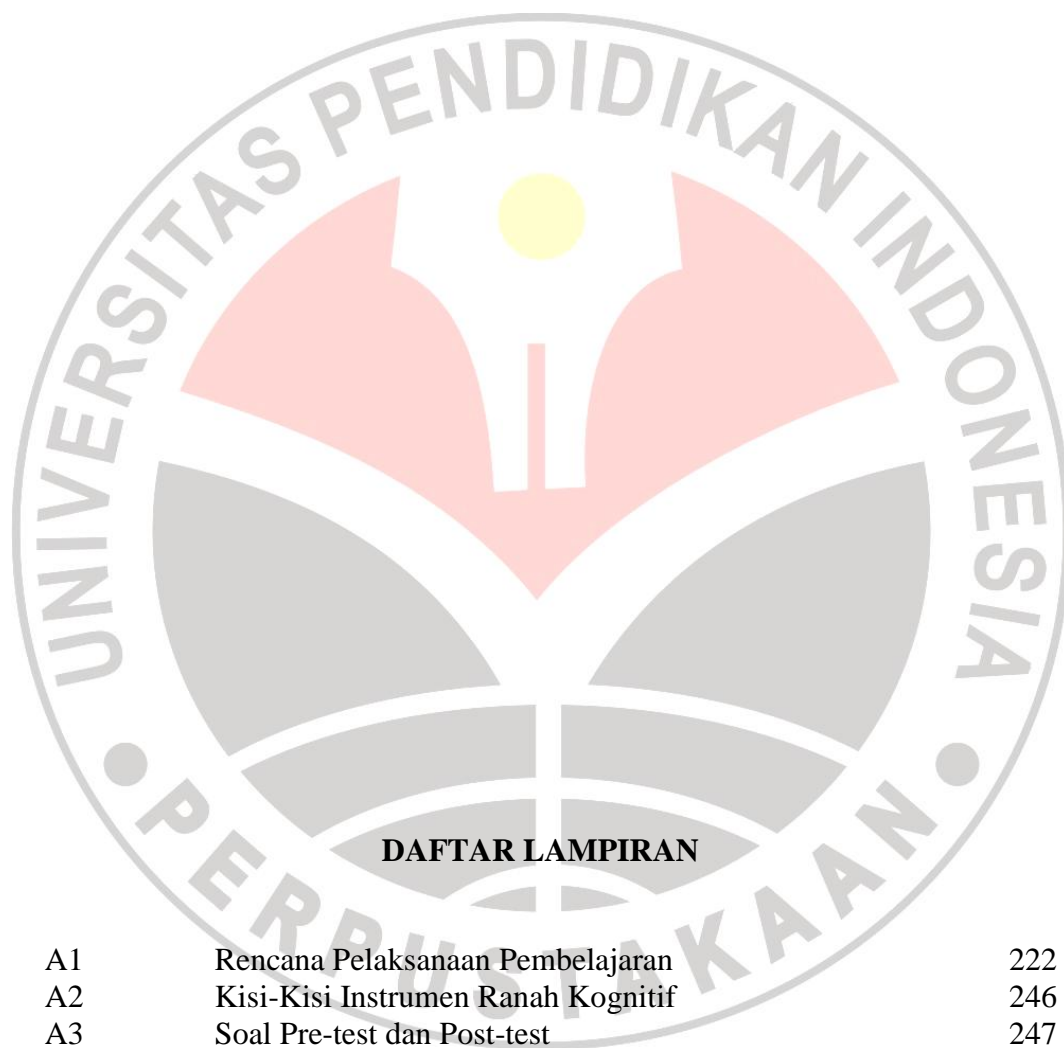 UNIVERSITAS PENDIDIKAN INDONESIA
PERPUSTAKAAN
DAFTAR LAMPIRAN
A1 Rencana Pelaksanaan Pembelajaran 222
A2 Kisi-Kisi Instrumen Ranah Kognitif 246
A3 Soal Pre-test dan Post-test 247